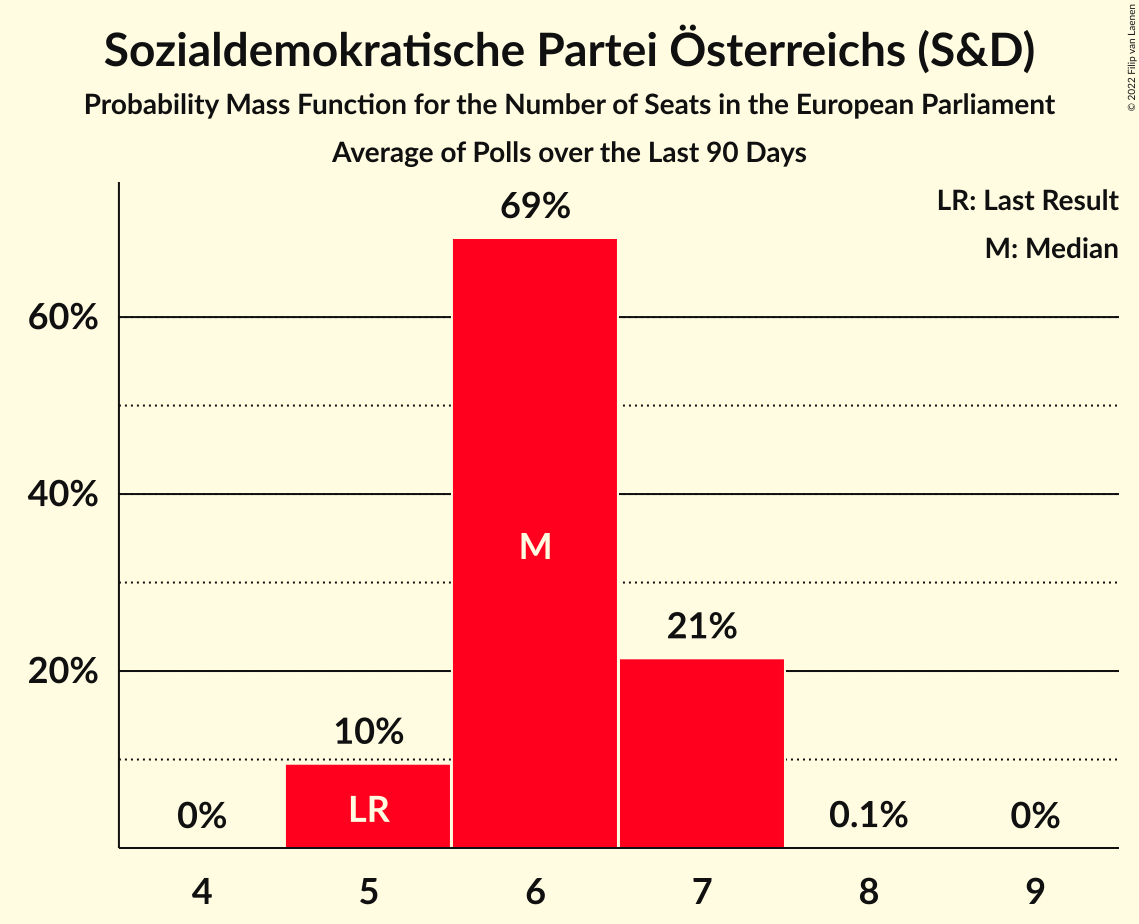 Sozialdemokratische Partei Österreichs (S&D)
Probability Mass Function for the Number of Seats in the European Parliament
Average of Polls over the Last 90 Days
© 2022 Filip van Laenen
LR: Last Result
M: Median
69%
60%
40%
M
21%
20%
10%
LR
0%
0.1%
0%
4 5 6 7 8 9